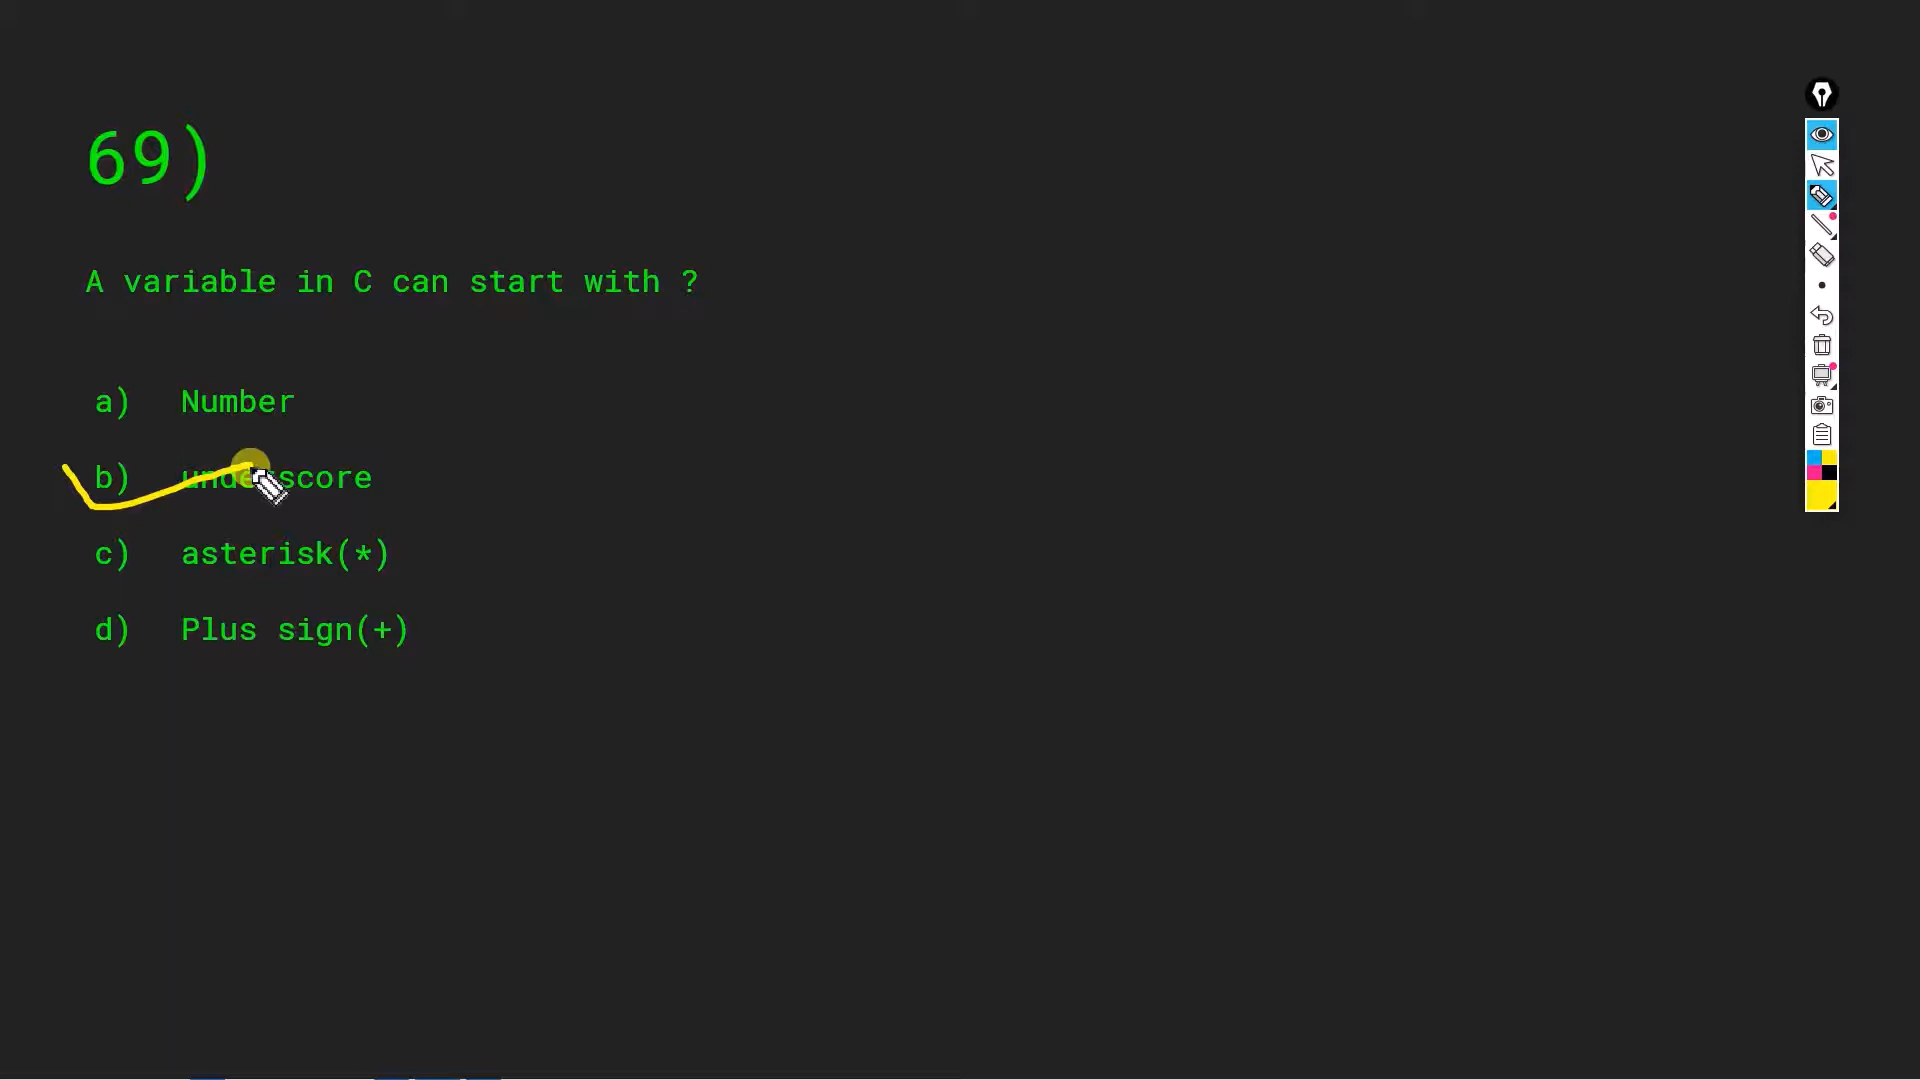 69)
A variable in C can start with ?
a) Number
b) underscore
c) asterisk(*)
d) Plus sign(+)